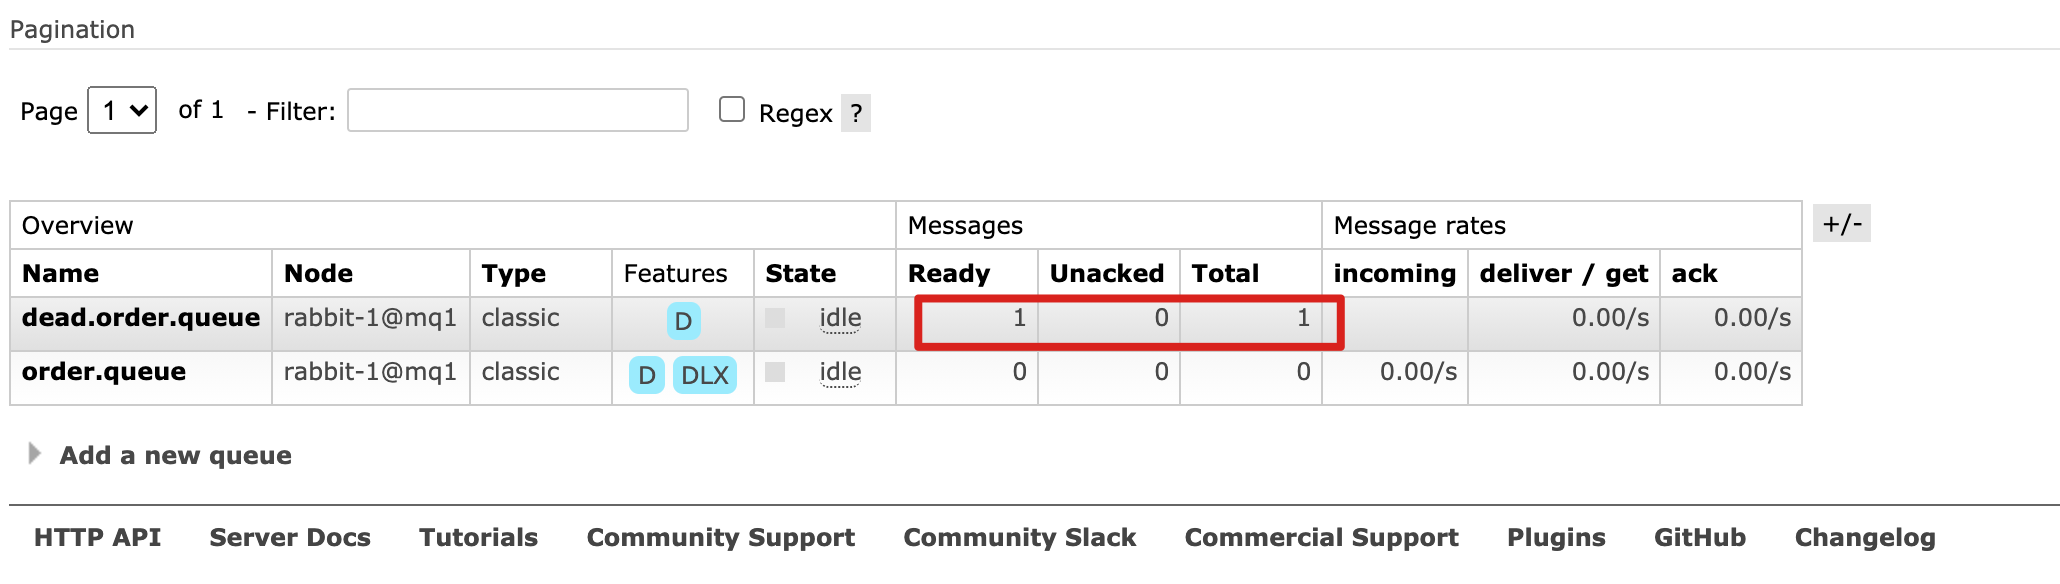 Pagination
Page 1 of 1 - Filter: Regex ?
Overview Messages Message rates +/-
Name Node Type Features State Ready Unacked Total incoming deliver / get ack
dead.order.queue rabbit-1@mq1 classic D idle 1 0 1 0.00/s 0.00/s
order.queue rabbit-1@mq1 classic D DLX idle 0 0 0 0.00/s 0.00/s 0.00/s
Add a new queue
HTTP API Server Docs Tutorials Community Support Community Slack Commercial Support Plugins GitHub Changelog